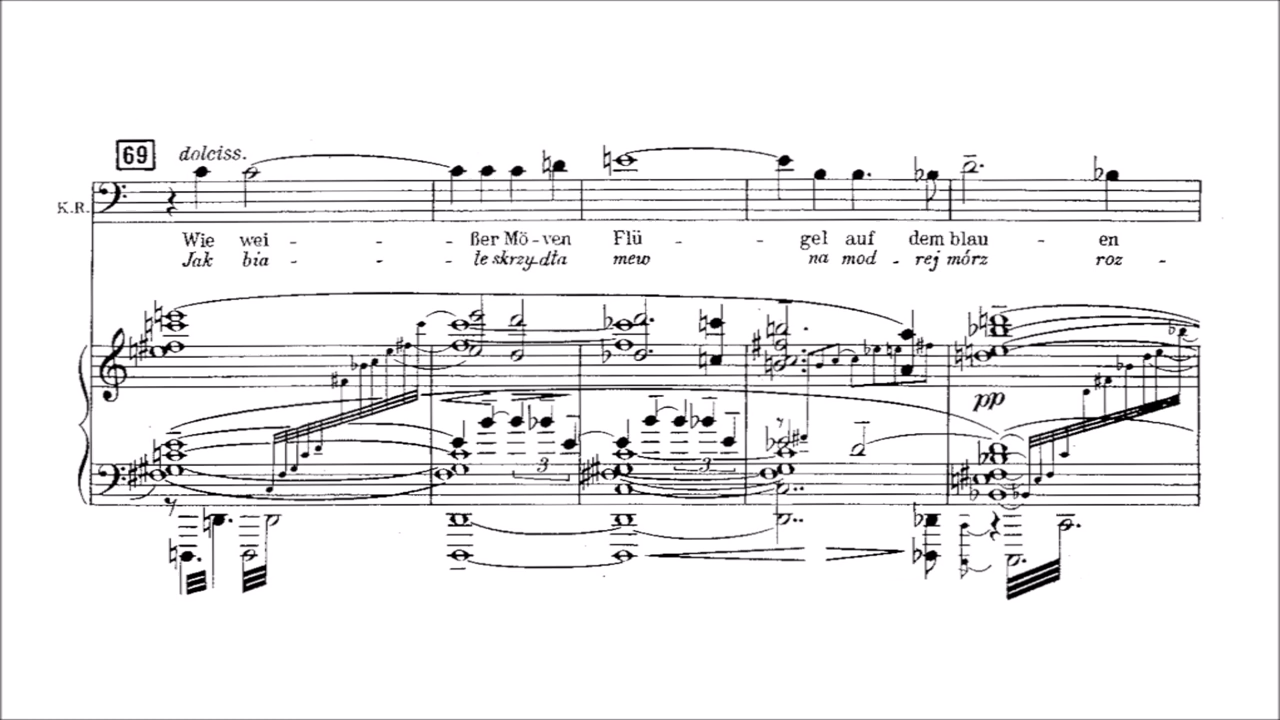 69 dolciss.
K.R.
Wie wei - - - ßer Mö-ven Flü - - gel auf dem blau - en
Jak bia - - - łe skrzy-dła mew na mod - rej mórz roz -
3 3
pp